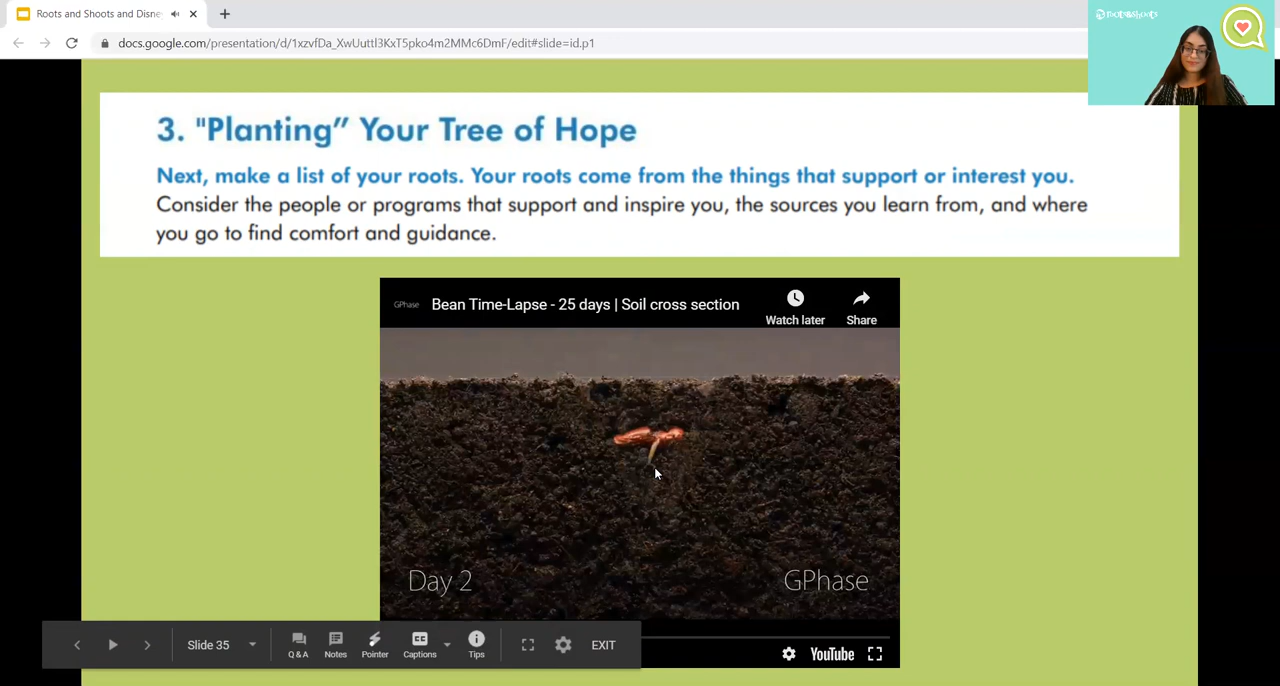 Roots and Shoots and Disne
docs.google.com/presentation/d/1xzvfDa_XwUuttl3KxT5pko4m2MMc6DmF/edit#slide=id.p1
roots&shoots
3. "Planting” Your Tree of Hope
Next, make a list of your roots. Your roots come from the things that support or interest you.
Consider the people or programs that support and inspire you, the sources you learn from, and where
you go to find comfort and guidance.
GPhase
Bean Time-Lapse - 25 days | Soil cross section
Watch later
Share
Day 2
GPhase
Slide 35
Q & A
Notes
Pointer
CC
Captions
Tips
EXIT
YouTube